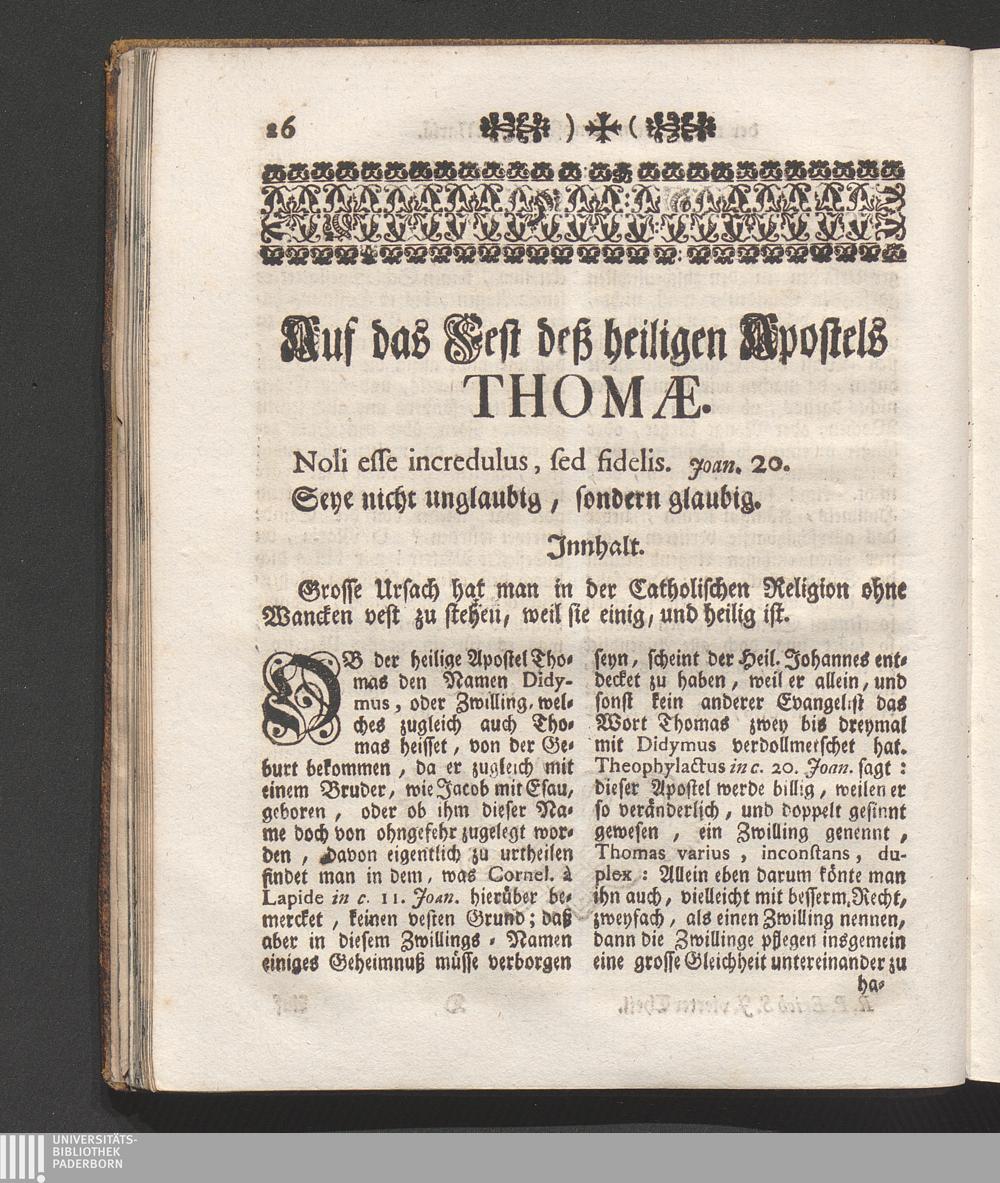 26 ) ✠ (
Auf das Fest deß heiligen Apostels
THOMÆ.
Noli esse incredulus, sed fidelis. Joan. 20.
Seye nicht unglaubig, sondern glaubig.
Innhalt.
Grosse Ursach hat man in der Catholischen Religion ohne
Wancken vest zu stehen, weil sie einig, und heilig ist.
OB der heilige Apostel Tho-
mas den Namen Didy-
mus, oder Zwilling, wel-
ches zugleich auch Tho-
mas heisset, von der Ge-
burt bekommen, da er zugleich mit
einem Bruder, wie Jacob mit Esau,
geboren, oder ob ihm dieser Na-
me doch von ohngefehr zugelegt wor-
den, davon eigentlich zu urtheilen
findet man in dem, was Cornel. à
Lapide in c. 11. Joan. hierüber be-
mercket, keinen vesten Grund; daß
aber in diesem Zwillings-Namen
einiges Geheimnuß müsse verborgen
seyn, scheint der Heil. Johannes ent-
decket zu haben, weil er allein, und
sonst kein anderer Evangelist das
Wort Thomas zwey bis dreymal
mit Didymus verdollmetschet hat.
Theophylactus in c. 20. Joan. sagt:
dieser Apostel werde billig, weilen er
so veränderlich, und doppelt gesinnt
gewesen, ein Zwilling genennt,
Thomas varius, inconstans, du-
plex: Allein eben darum könte man
ihn auch, vielleicht mit besserm Recht,
zweyfach, als einen Zwilling nennen,
dann die Zwillinge pflegen insgemein
eine grosse Gleichheit untereinander zu
ha-
UNIVERSITÄTS-
BIBLIOTHEK
PADERBORN